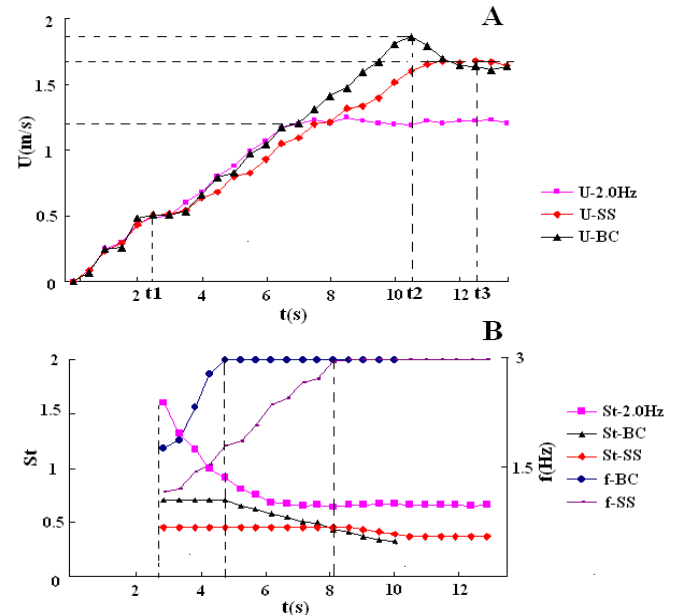 A
2
1.5
1
0.5
0
U(m/s)
2 t1 4 6 8 10 t2 12 t3
t(s)
U-2.0Hz
U-SS
U-BC
B
2
1.5
1
0.5
0
St
3
1.5
f(Hz)
2 4 6 8 10 12
t(s)
St-2.0Hz
St-BC
St-SS
f-BC
f-SS